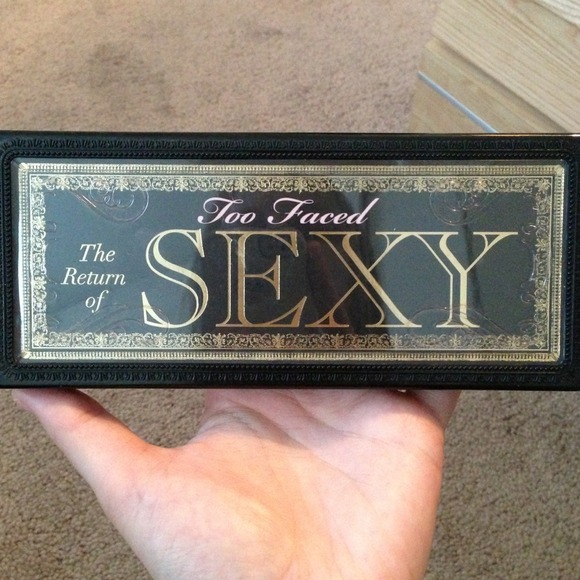 Too Faced
The
Return
of
SEXY